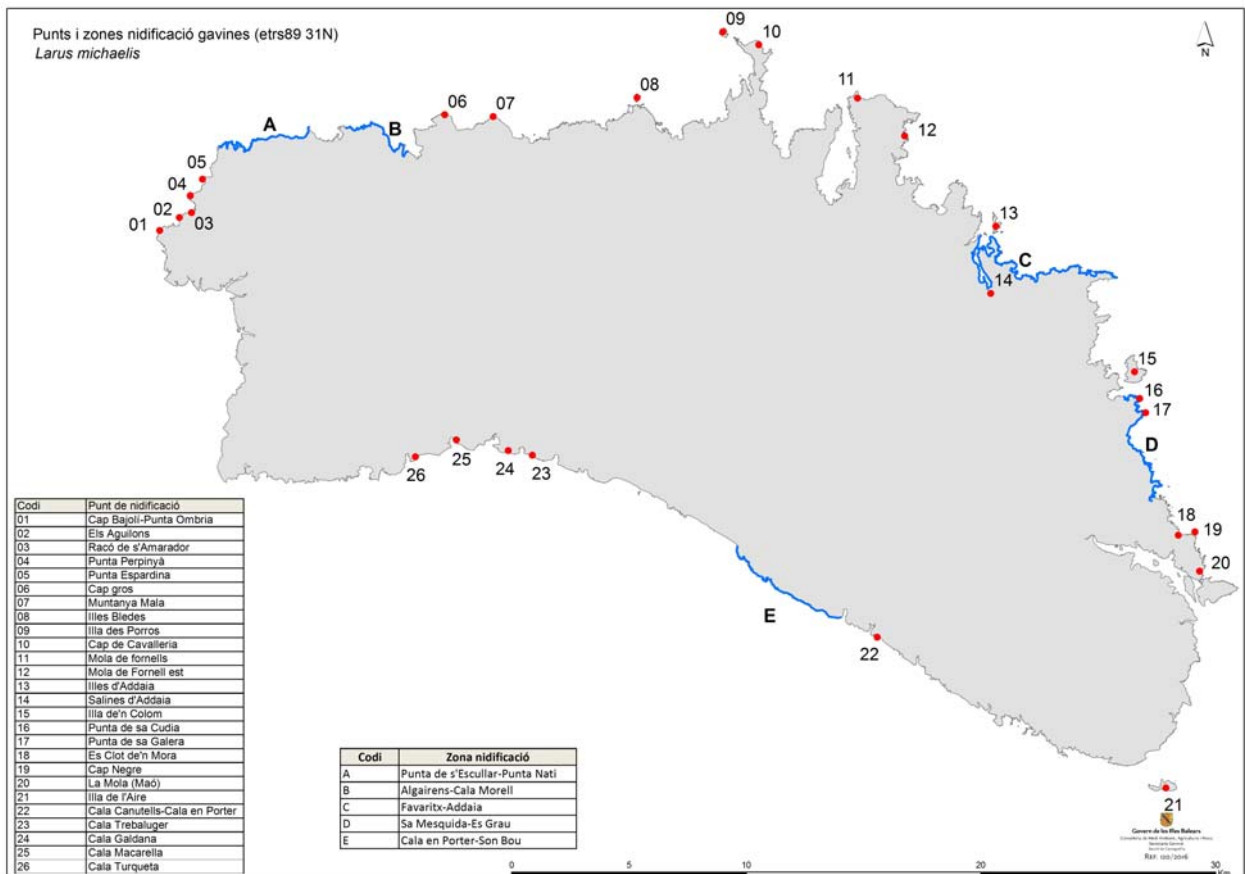 Punts i zones nidificació gavines (etrs89 31N)
Larus michaelis
N
09
10
11
08
06
07
12
A
B
05
04
02
03
01
13
C
14
15
16
17
D
18
19
20
26
25
24
23
E
22
21
Codi Punt de nidificació
01 Cap Bajolí-Punta Ombria
02 Els Aguilons
03 Racó de s'Amarador
04 Punta Perpinyà
05 Punta Espardina
06 Cap gros
07 Muntanya Mala
08 Illes Bledes
09 Illa des Porros
10 Cap de Cavalleria
11 Mola de fornells
12 Mola de Fornell est
13 Illes d'Addaia
14 Salines d'Addaia
15 Illa de'n Colom
16 Punta de sa Cudia
17 Punta de sa Galera
18 Es Clot de'n Mora
19 Cap Negre
20 La Mola (Maó)
21 Illa de l'Aire
22 Cala Canutells-Cala en Porter
23 Cala Trebaluger
24 Cala Galdana
25 Cala Macarella
26 Cala Turqueta
Codi Zona nidificació
A Punta de s'Escullar-Punta Nati
B Algairens-Cala Morell
C Favaritx-Addaia
D Sa Mesquida-Es Grau
E Cala en Porter-Son Bou
Govern de les Illes Balears
Secretaria General
REF: 120/2016
0 5 10 20 30
Km